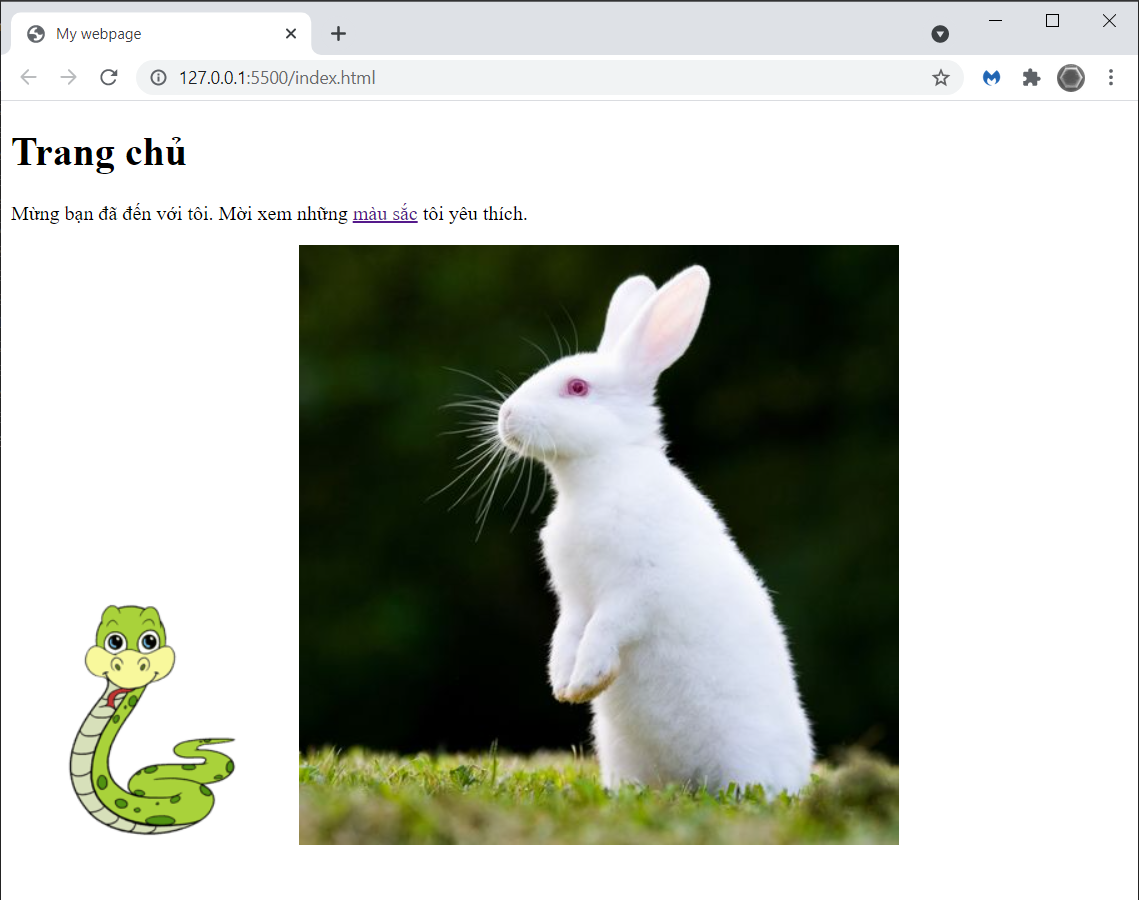 My webpage
127.0.0.1:5500/index.html
Trang chủ
Mừng bạn đã đến với tôi. Mời xem những màu sắc tôi yêu thích.